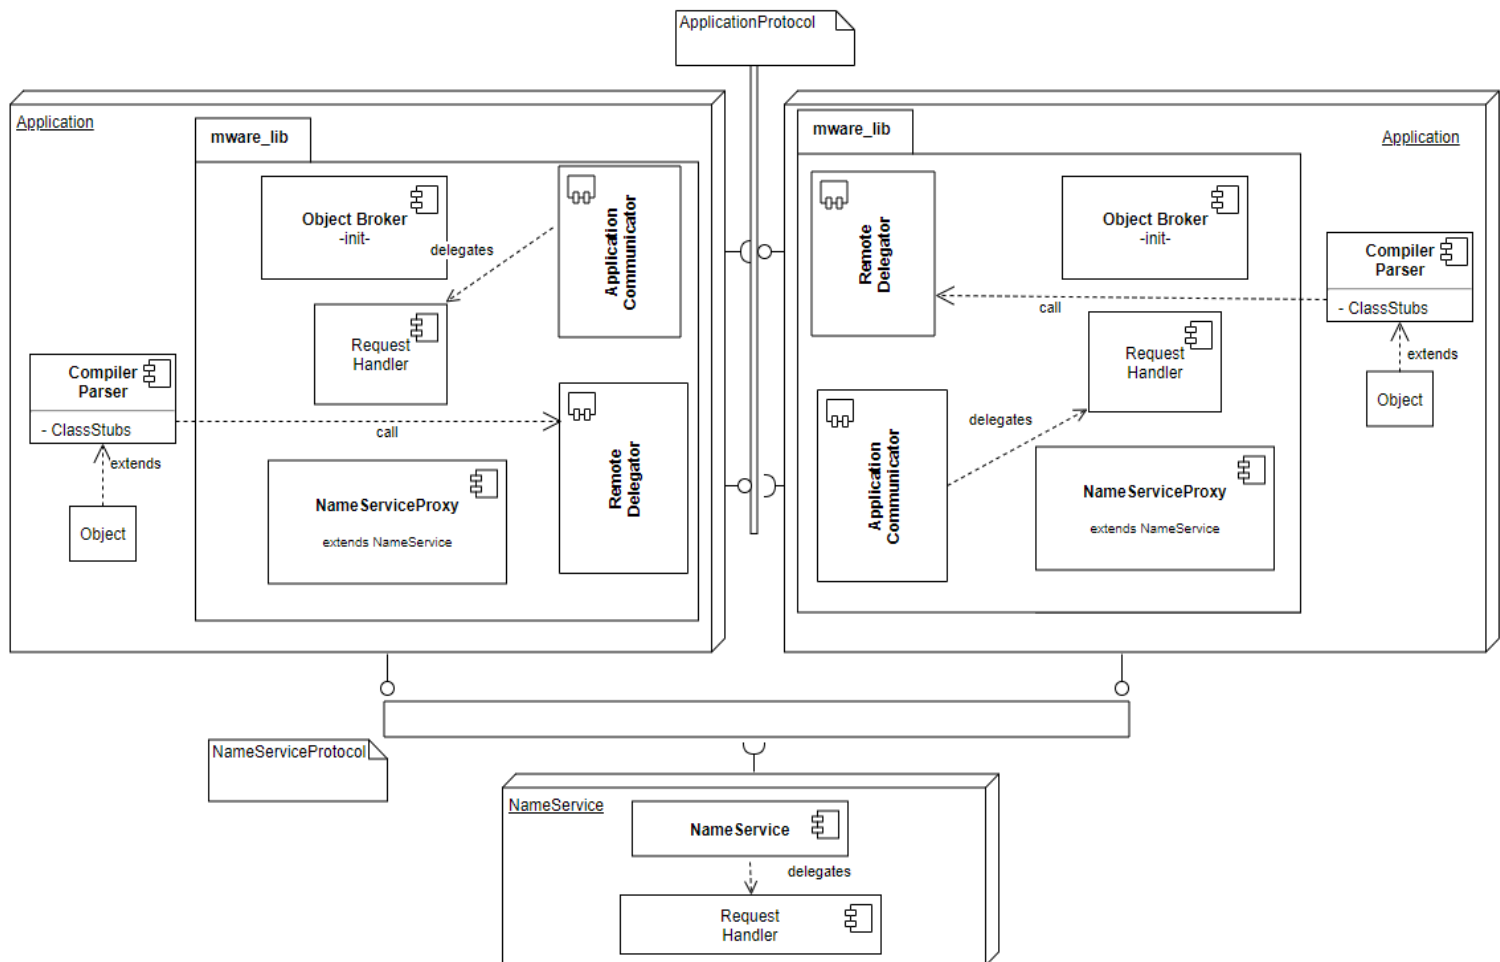 ApplicationProtocol
Application
mware_lib
Object Broker
-init-
delegates
Application
Communicator
Request
Handler
Compiler
Parser
- ClassStubs
call
extends
Object
NameServiceProxy
extends NameService
Remote
Delegator
mware_lib
Application
Remote
Delegator
Object Broker
-init-
Compiler
Parser
- ClassStubs
call
extends
Object
Request
Handler
delegates
Application
Communicator
NameServiceProxy
extends NameService
NameServiceProtocol
NameService
NameService
delegates
Request
Handler